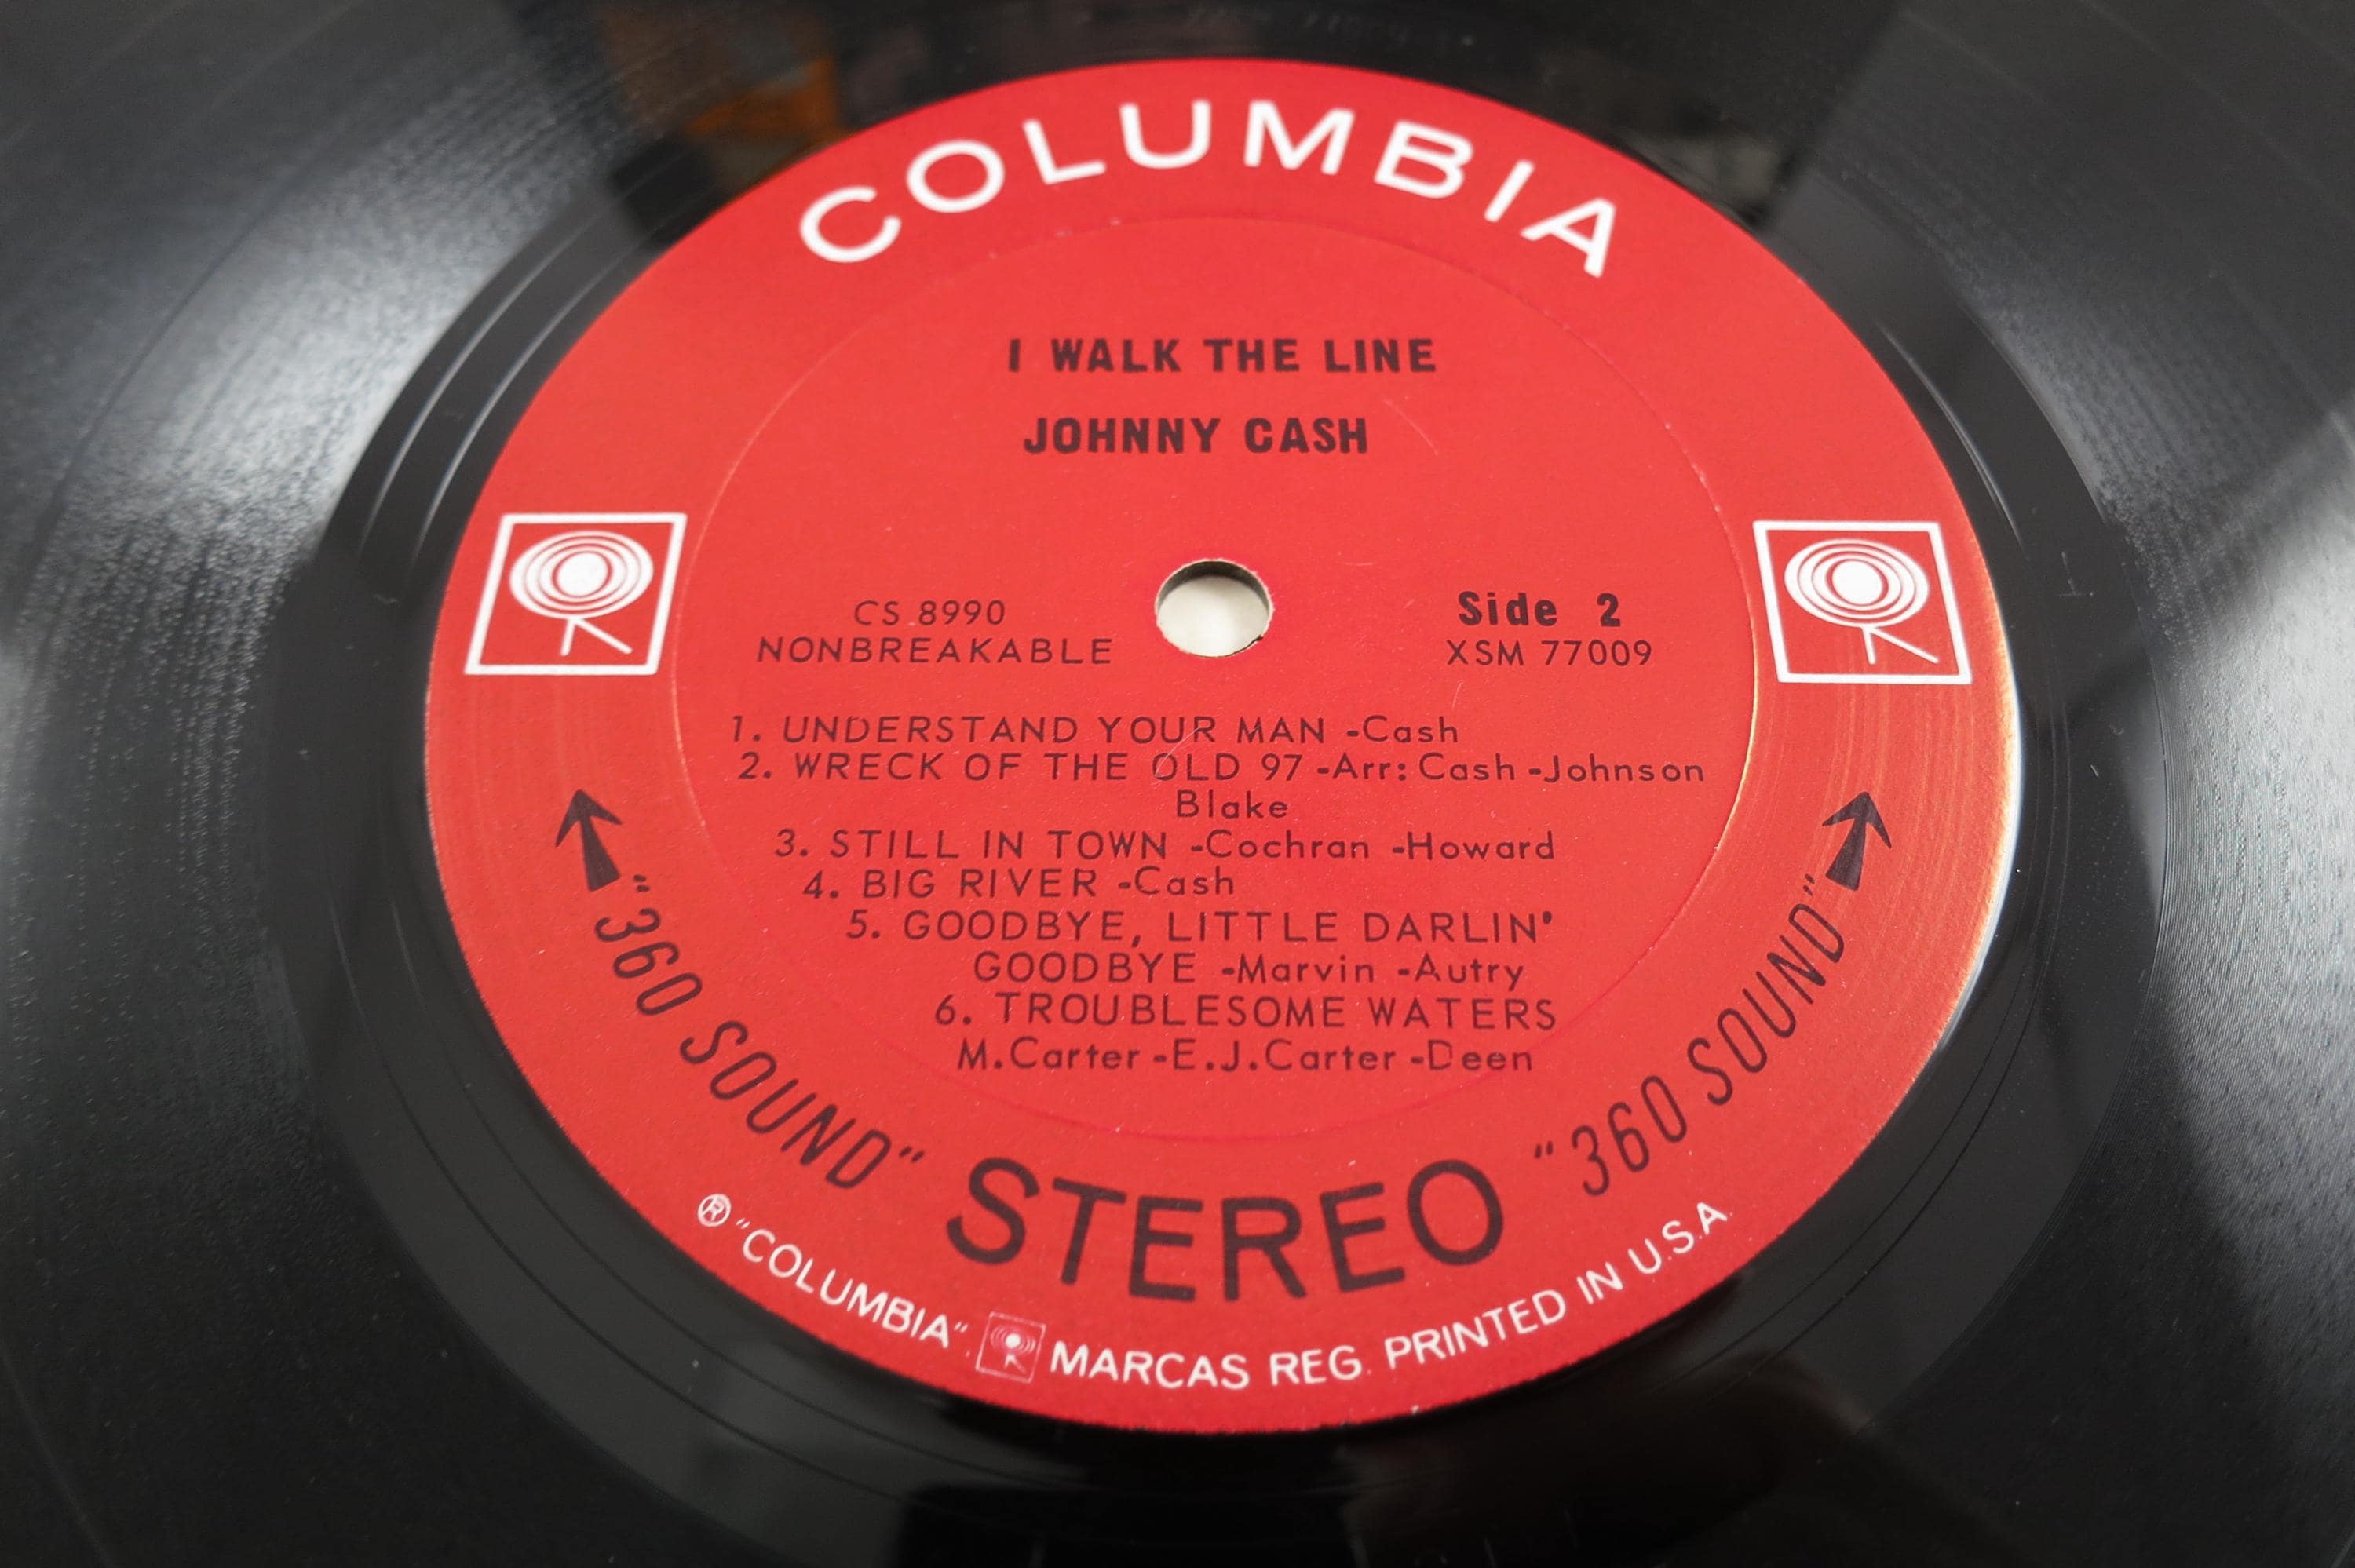 COLUMBIA
I WALK THE LINE
JOHNNY CASH
CS 8990
NONBREAKABLE
Side 2
XSM 77009
1. UNDERSTAND YOUR MAN -Cash
2. WRECK OF THE OLD 97 -Arr: Cash -Johnson
Blake
3. STILL IN TOWN -Cochran -Howard
4. BIG RIVER -Cash
5. GOODBYE, LITTLE DARLIN'
GOODBYE -Marvin -Autry
6. TROUBLESOME WATERS
M.Carter -E.J.Carter -Deen
"360 SOUND" STEREO "360 SOUND"
® "COLUMBIA" MARCAS REG. PRINTED IN U.S.A.